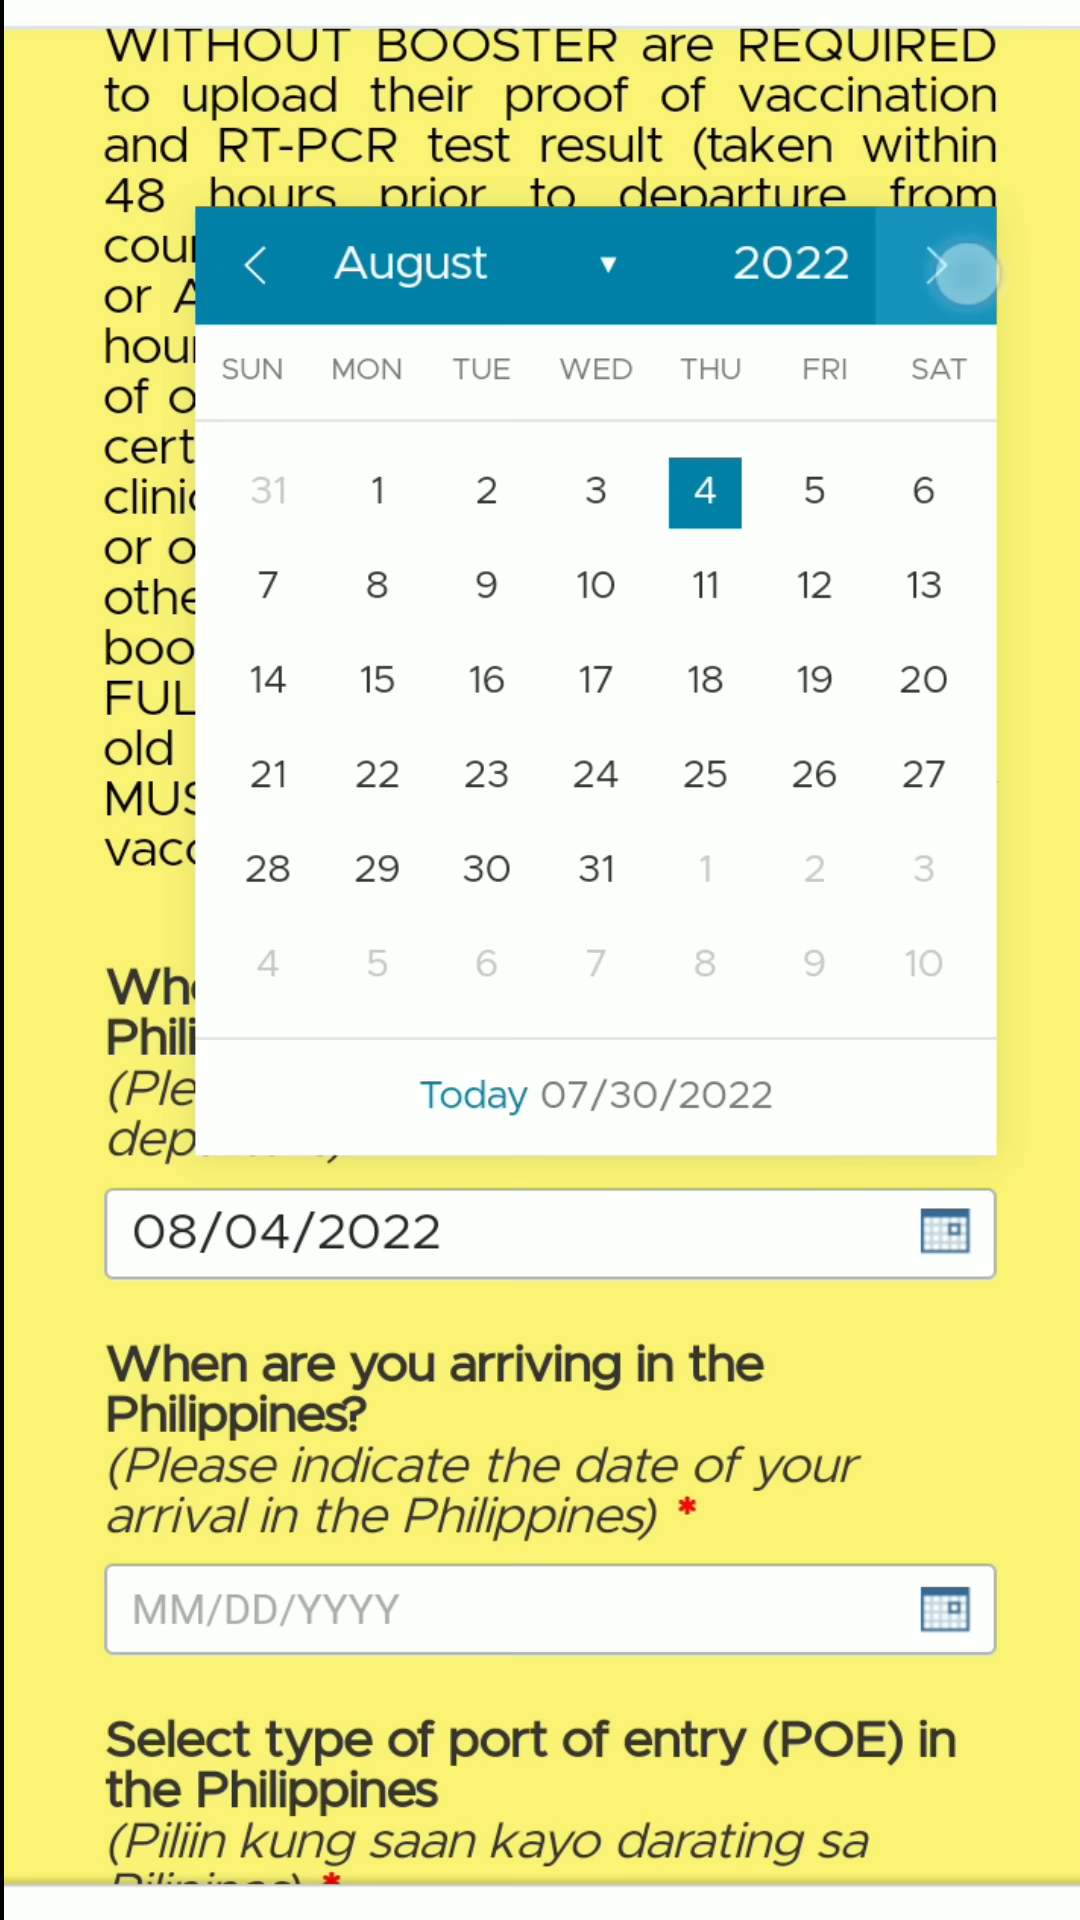 WITHOUT BOOSTER are REQUIRED
to upload their proof of vaccination
and RT-PCR test result (taken within
48 hours prior to departure from
or
of
old
August ▼ 2022
SUN MON TUE WED THU FRI SAT
31 1 2 3 4 5 6
7 8 9 10 11 12 13
14 15 16 17 18 19 20
21 22 23 24 25 26 27
28 29 30 31 1 2 3
4 5 6 7 8 9 10
Today 07/30/2022
08/04/2022
When are you arriving in the
Philippines?
(Please indicate the date of your
arrival in the Philippines) *
MM/DD/YYYY
Select type of port of entry (POE) in
the Philippines
(Piliin kung saan kayo darating sa
Pilipinas) *